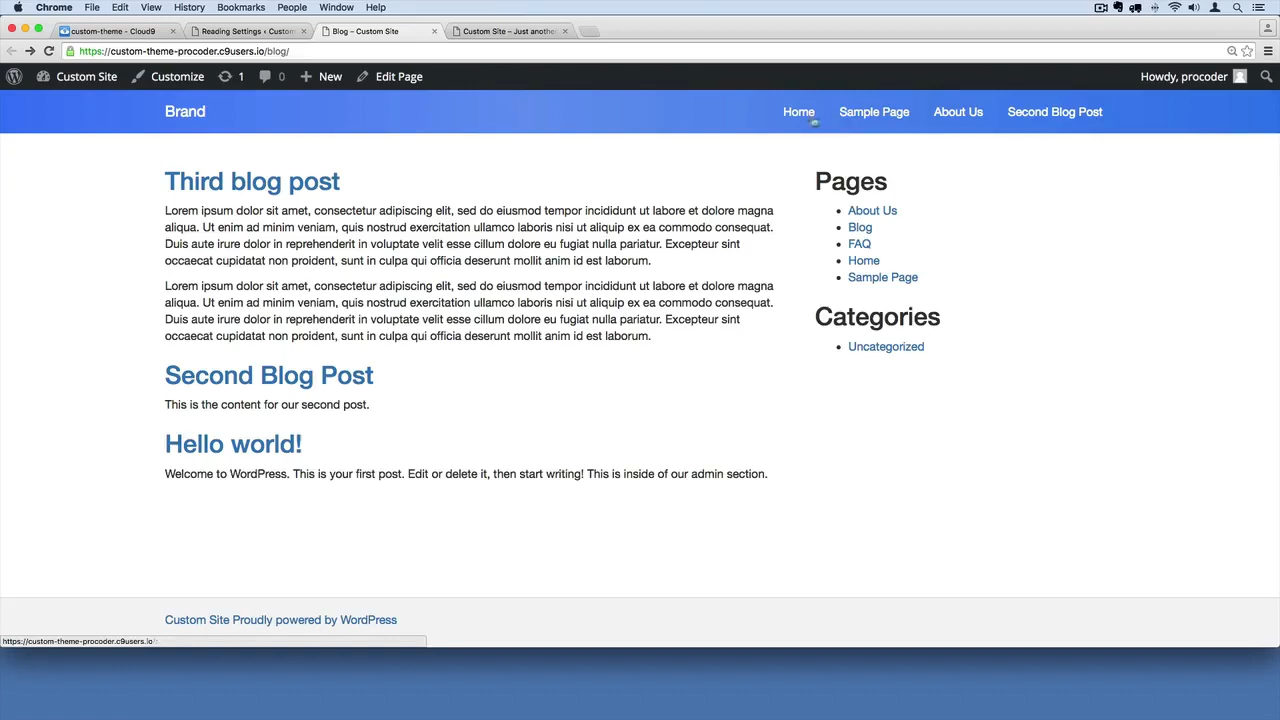 Chrome File Edit View History Bookmarks People Window Help
custom-theme - Cloud9
Reading Settings ‹ Custom
Blog – Custom Site
Custom Site – Just another
https://custom-theme-procoder.c9users.io/blog/
Custom Site Customize 1 0 New Edit Page Howdy, procoder
Brand Home Sample Page About Us Second Blog Post
Third blog post
Lorem ipsum dolor sit amet, consectetur adipiscing elit, sed do eiusmod tempor incididunt ut labore et dolore magna
aliqua. Ut enim ad minim veniam, quis nostrud exercitation ullamco laboris nisi ut aliquip ex ea commodo consequat.
Duis aute irure dolor in reprehenderit in voluptate velit esse cillum dolore eu fugiat nulla pariatur. Excepteur sint
occaecat cupidatat non proident, sunt in culpa qui officia deserunt mollit anim id est laborum.
Lorem ipsum dolor sit amet, consectetur adipiscing elit, sed do eiusmod tempor incididunt ut labore et dolore magna
aliqua. Ut enim ad minim veniam, quis nostrud exercitation ullamco laboris nisi ut aliquip ex ea commodo consequat.
Duis aute irure dolor in reprehenderit in voluptate velit esse cillum dolore eu fugiat nulla pariatur. Excepteur sint
occaecat cupidatat non proident, sunt in culpa qui officia deserunt mollit anim id est laborum.
Second Blog Post
This is the content for our second post.
Hello world!
Welcome to WordPress. This is your first post. Edit or delete it, then start writing! This is inside of our admin section.
Pages
About Us
Blog
FAQ
Home
Sample Page
Categories
Uncategorized
Custom Site Proudly powered by WordPress
https://custom-theme-procoder.c9users.io/